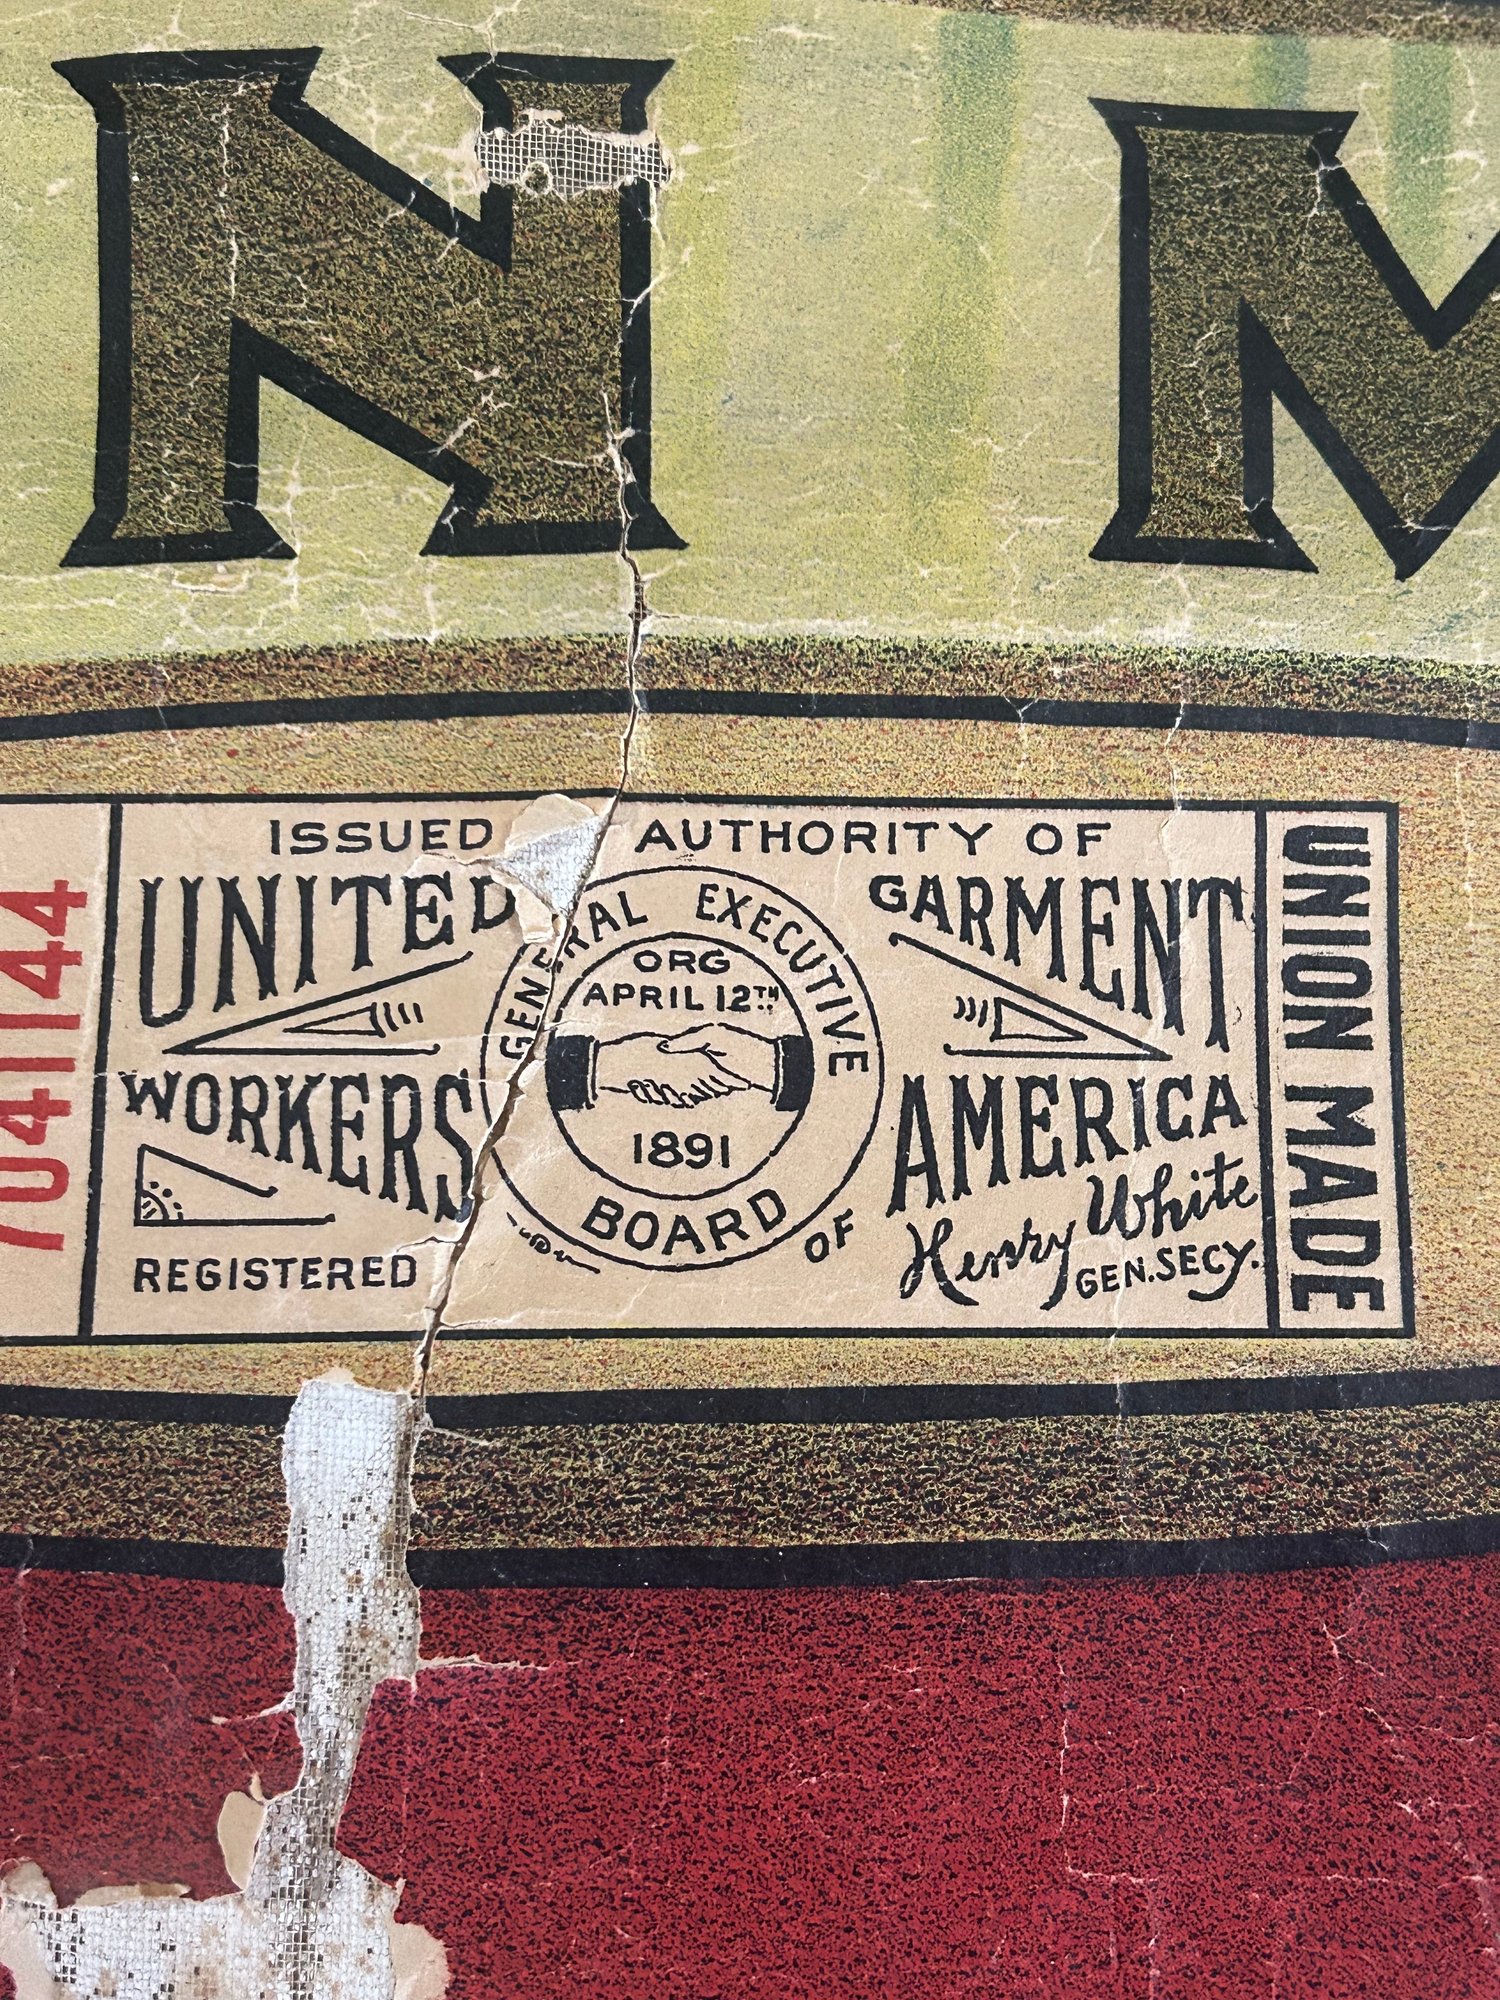 N M
ISSUED AUTHORITY OF
UNITED GARMENT
WORKERS OF AMERICA
GENERAL EXECUTIVE
BOARD
ORG
APRIL 12TH
1891
REGISTERED
Henry White
GEN. SECY.
UNION MADE
704144